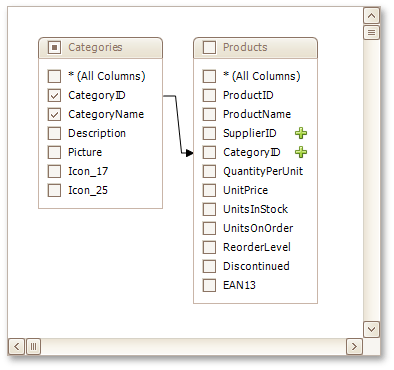 Categories
* (All Columns)
CategoryID
CategoryName
Description
Picture
Icon_17
Icon_25
Products
* (All Columns)
ProductID
ProductName
SupplierID
CategoryID
QuantityPerUnit
UnitPrice
UnitsInStock
UnitsOnOrder
ReorderLevel
Discontinued
EAN13